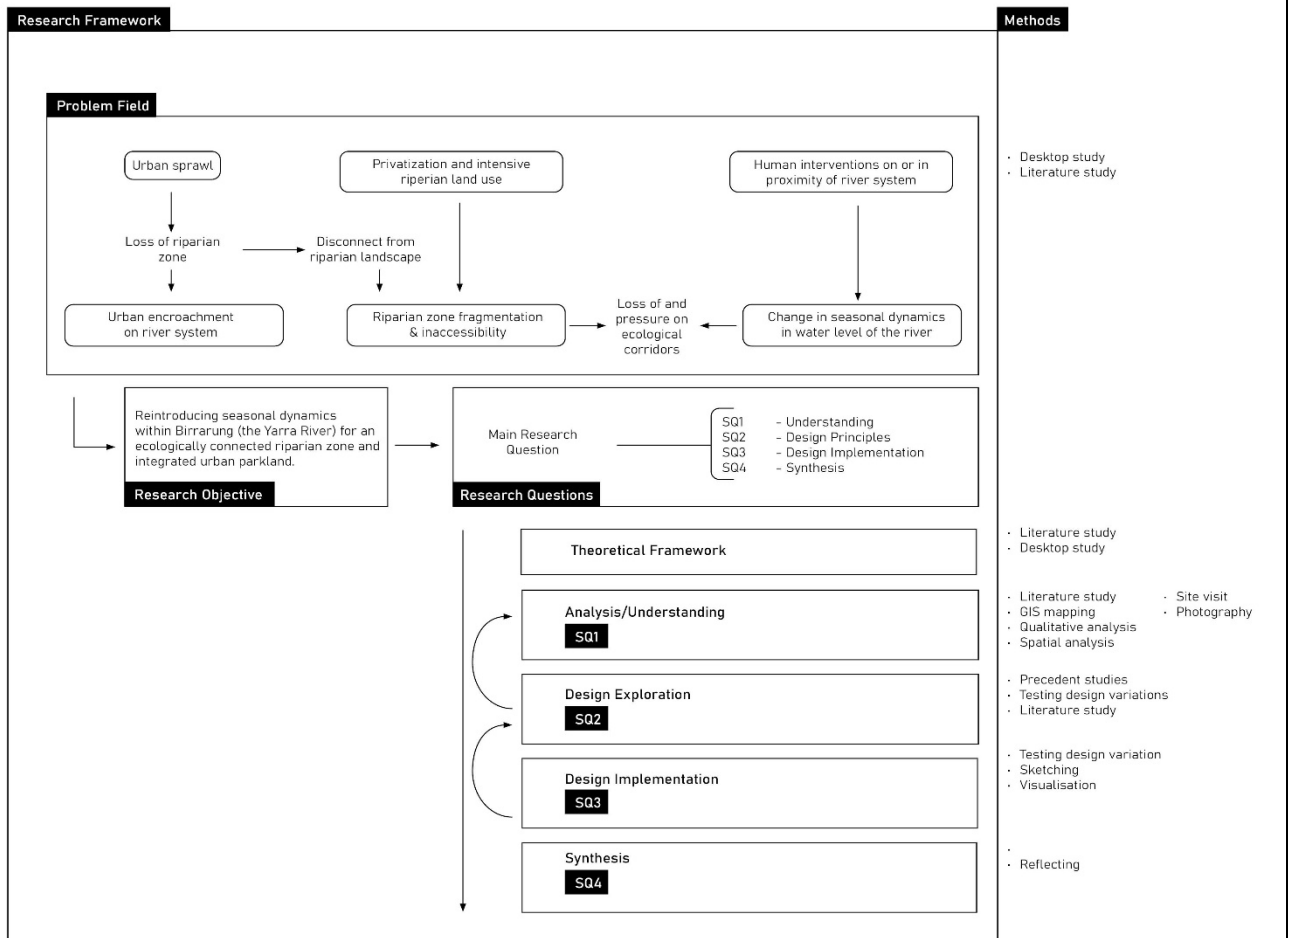 Research Framework
Methods
Problem Field
Urban sprawl
Privatization and intensive
riperian land use
Human interventions on or in
proximity of river system
· Desktop study
· Literature study
Loss of riparian
zone
Disconnect from
riparian landscape
Urban encroachment
on river system
Riparian zone fragmentation
& inaccessibility
Loss of and
pressure on
ecological
corridors
Change in seasonal dynamics
in water level of the river
Reintroducing seasonal dynamics
within Birrarung (the Yarra River) for an
ecologically connected riparian zone and
integrated urban parkland.
Research Objective
Main Research
Question
SQ1 - Understanding
SQ2 - Design Principles
SQ3 - Design Implementation
SQ4 - Synthesis
Research Questions
Theoretical Framework
· Literature study
· Desktop study
Analysis/Understanding
SQ1
· Literature study
· GIS mapping
· Qualitative analysis
· Spatial analysis
· Site visit
· Photography
Design Exploration
SQ2
· Precedent studies
· Testing design variations
· Literature study
Design Implementation
SQ3
· Testing design variation
· Sketching
· Visualisation
Synthesis
SQ4
·
· Reflecting